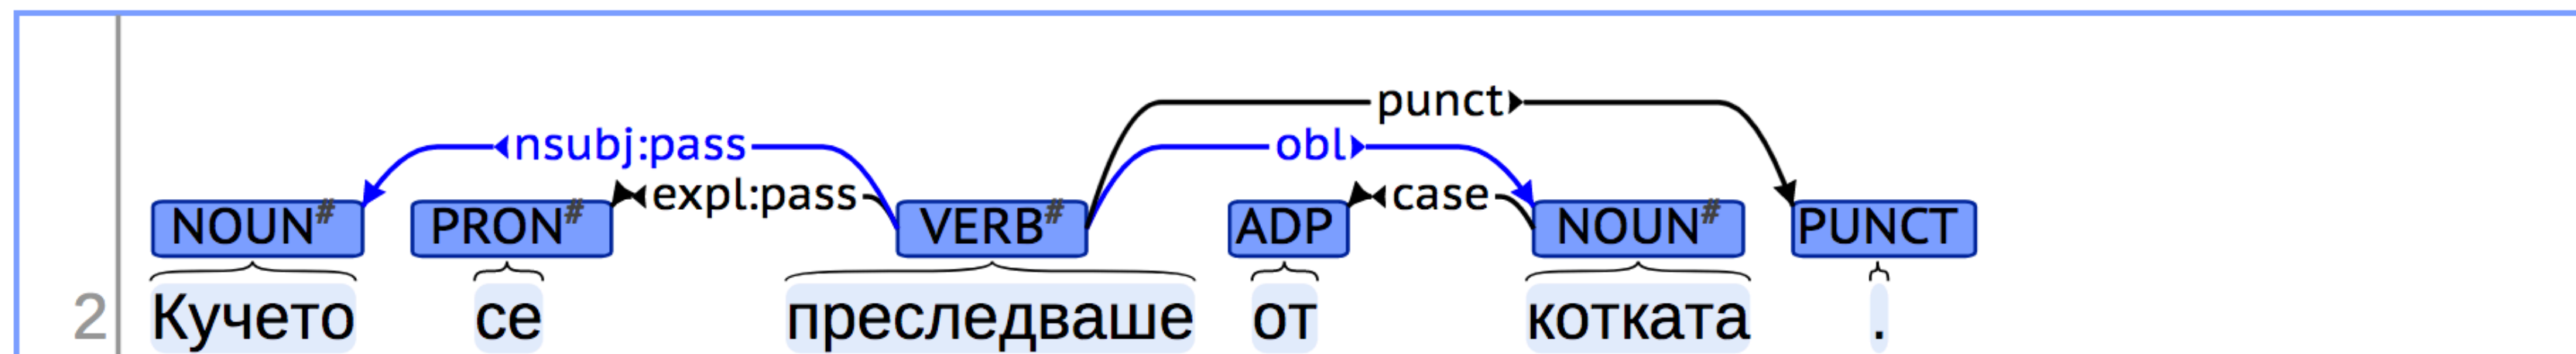 punct
nsubj:pass obl
expl:pass case
NOUN# PRON# VERB# ADP NOUN# PUNCT
2 Кучето се преследваше от котката .